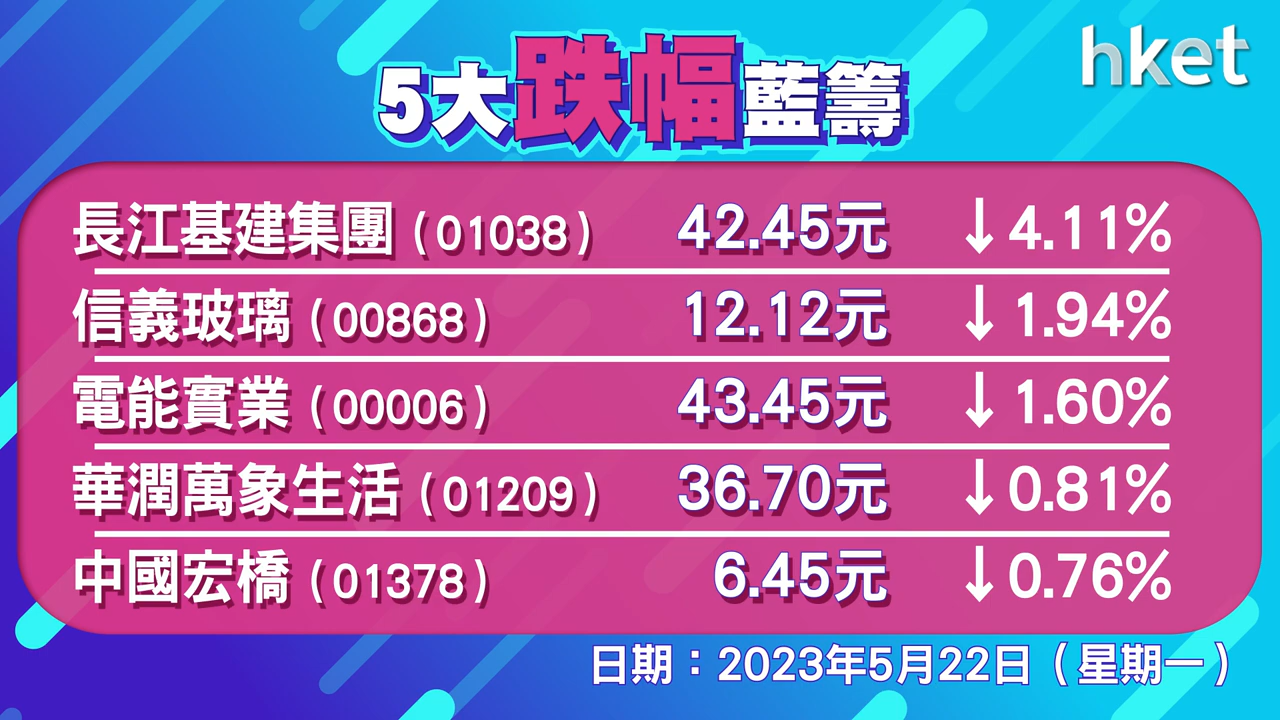 hket
5大跌幅藍籌
長江基建集團(01038) 42.45元 ↓4.11%
信義玻璃(00868) 12.12元 ↓1.94%
電能實業(00006) 43.45元 ↓1.60%
華潤萬象生活(01209) 36.70元 ↓0.81%
中國宏橋(01378) 6.45元 ↓0.76%
日期：2023年5月22日(星期一)